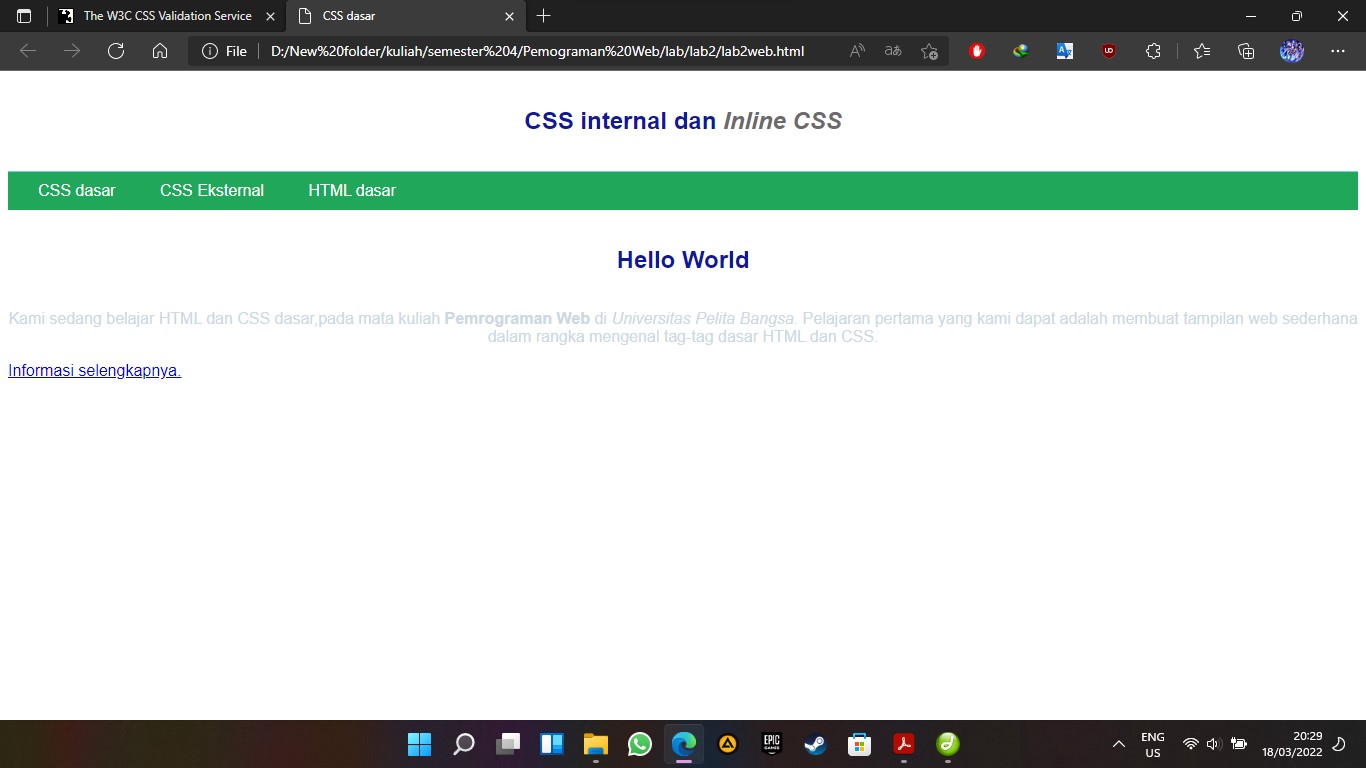 The W3C CSS Validation Service
CSS dasar
File
D:/New%20folder/kuliah/semester%204/Pemograman%20Web/lab/lab2/lab2web.html
CSS internal dan Inline CSS
CSS dasar CSS Eksternal HTML dasar
Hello World
Kami sedang belajar HTML dan CSS dasar,pada mata kuliah Pemrograman Web di Universitas Pelita Bangsa. Pelajaran pertama yang kami dapat adalah membuat tampilan web sederhana
dalam rangka mengenal tag-tag dasar HTML dan CSS.
Informasi selengkapnya.
EPIC
GAMES
ENG
US
20:29
18/03/2022